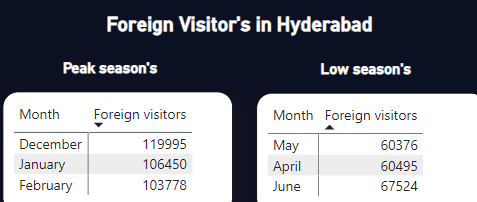 Foreign Visitor's in Hyderabad
Peak season's
Month Foreign visitors
December 119995
January 106450
February 103778
Low season's
Month Foreign visitors
May 60376
April 60495
June 67524